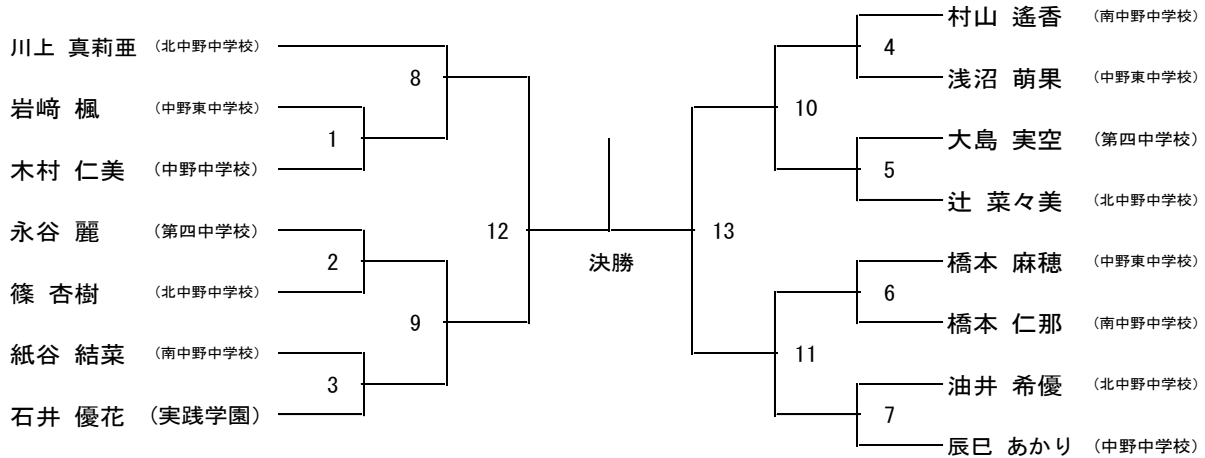 川上 真莉亜 （北中野中学校）
8
岩﨑 楓 （中野東中学校）
1
木村 仁美 （中野中学校）
12
永谷 麗 （第四中学校）
2
篠 杏樹 （北中野中学校）
9
紙谷 結菜 （南中野中学校）
3
石井 優花 （実践学園）
決勝
村山 遙香 （南中野中学校）
4
浅沼 萌果 （中野東中学校）
10
大島 実空 （第四中学校）
5
辻 菜々美 （北中野中学校）
13
橋本 麻穂 （中野東中学校）
6
橋本 仁那 （南中野中学校）
11
油井 希優 （北中野中学校）
7
辰巳 あかり （中野中学校）